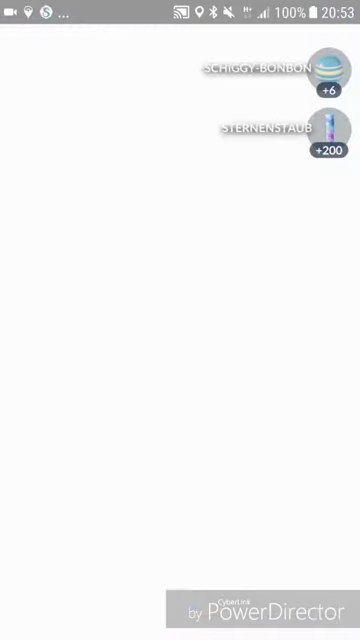 ... 100% 20:53
SCHIGGY-BONBON
+6
STERNENSTAUB
+200
CyberLink
by PowerDirector